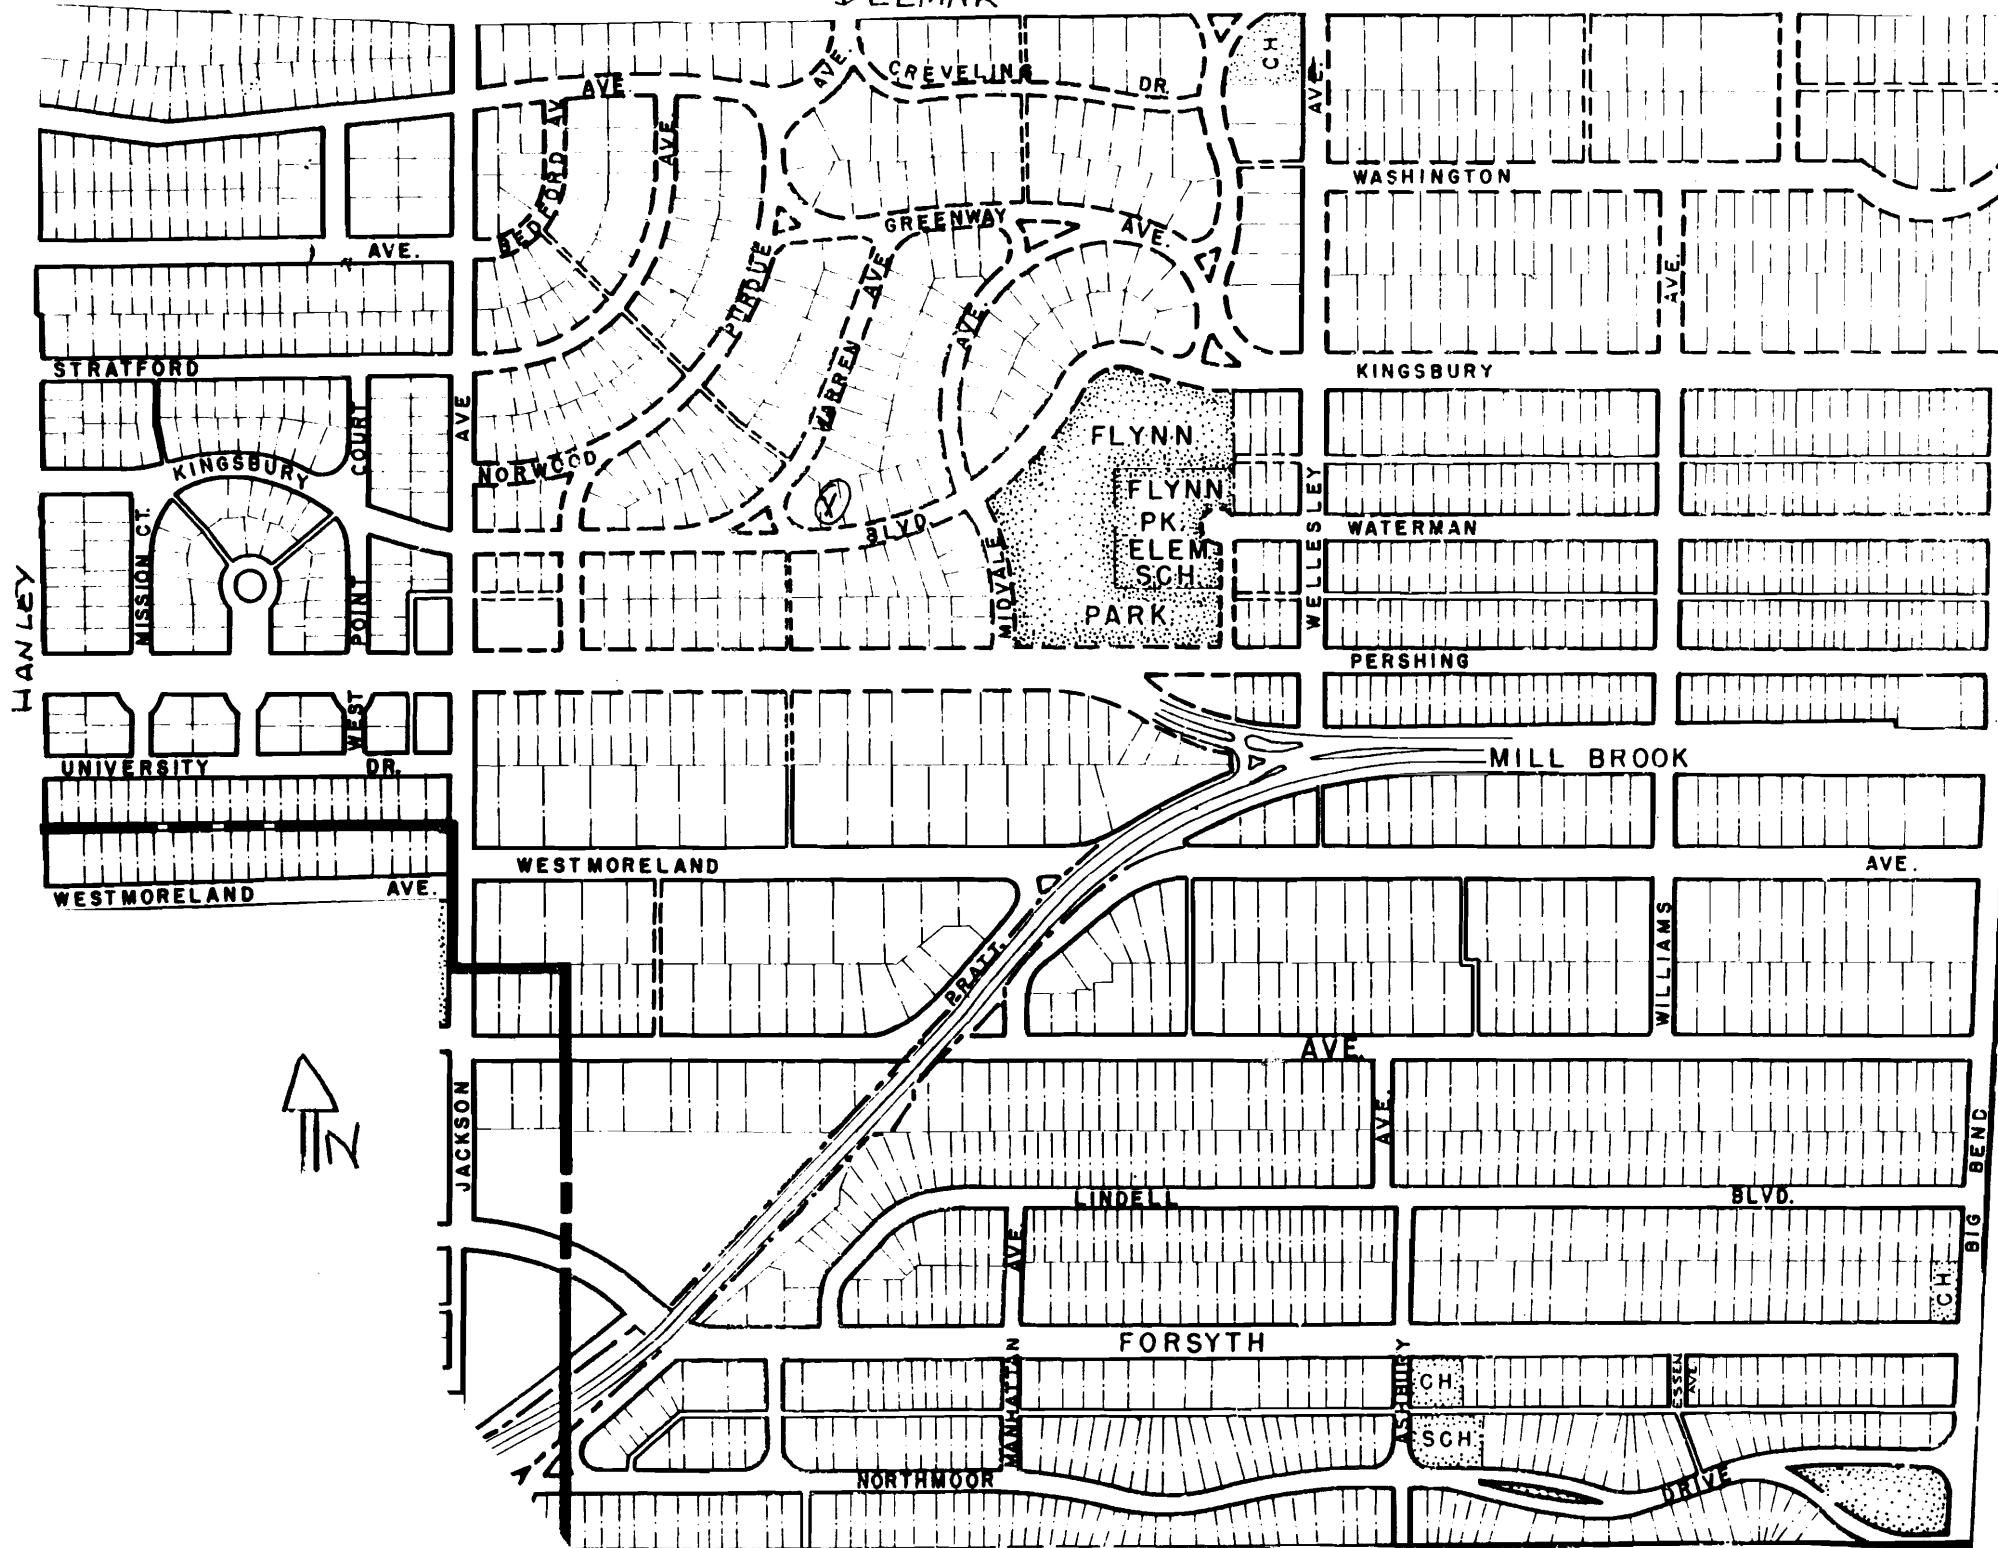 DELMAR
AVE.
CREVELING
DR.
CH
AVE.
AVE.
BEDFORD AV
AVE
WASHINGTON
GREENWAY
AVE.
AVE.
PURDUE
WARREN AVE
AVE.
AVE.
STRATFORD
KINGSBURY
AVE
COURT
KINGSBURY
NORWOOD
FLYNN
FLYNN
PK.
ELEM.
SCH.
PARK
X
BLVD
MIDVALE
WATERMAN
WELLESLEY
MISSION CT.
POINT
HANLEY
PERSHING
WEST
UNIVERSITY
DR.
MILL BROOK
WESTMORELAND
AVE.
WESTMORELAND
AVE.
WILLIAMS
PRATT.
AVE.
N
JACKSON
AVE.
BIG BEND
LINDELL
BLVD.
AVE
CH
FORSYTH
MANHATTAN
ASHBURY
CH.
ESSEN
AVE
SCH
NORTHMOOR
DRIVE